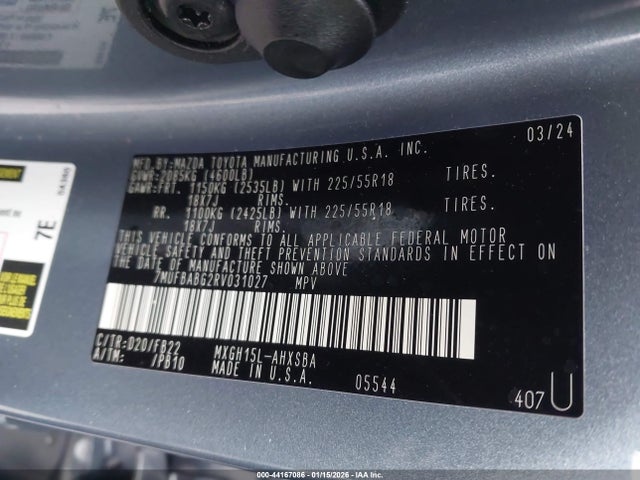 03/24
MFD.BY:MAZDA TOYOTA MANUFACTURING U.S.A. INC.
GVWR:2085KG (4600LB)
GAWR:FRT. 1150KG (2535LB) WITH 225/55R18 TIRES.
18X7J RIMS.
RR. 1100KG (2425LB) WITH 225/55R18 TIRES.
18X7J RIMS.
THIS VEHICLE CONFORMS TO ALL APPLICABLE FEDERAL MOTOR
VEHICLE SAFETY AND THEFT PREVENTION STANDARDS IN EFFECT ON
THE DATE OF MANUFACTURE SHOWN ABOVE
7MUFBABG2RV031027 MPV
C/TR:D20/FB22 MXGH15L-AHXSBA
A/TM: /PB10 MADE IN U.S.A.
05544
407 U
7E
04386
000-44167086 - 01/15/2026 - IAA Inc.